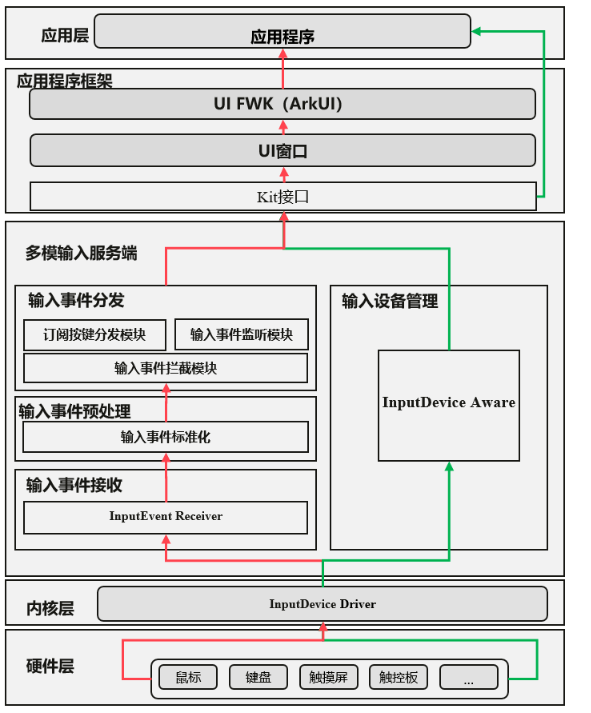 应用层
应用程序
应用程序框架
UI FWK（ArkUI）
UI窗口
Kit接口
多模输入服务端
输入事件分发
订阅按键分发模块
输入事件监听模块
输入事件拦截模块
输入事件预处理
输入事件标准化
输入事件接收
InputEvent Receiver
输入设备管理
InputDevice Aware
内核层
InputDevice Driver
硬件层
鼠标
键盘
触摸屏
触控板
...